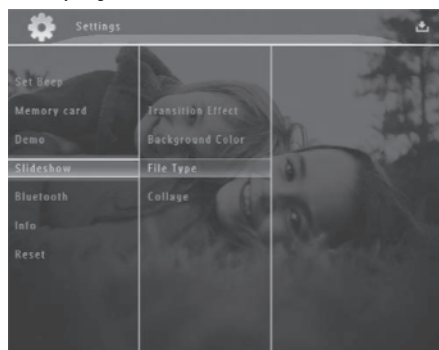 Settings
Set Beep
Memory card
Demo
Slideshow
Bluetooth
Info
Reset
Transition Effect
Background Color
File Type
Collage